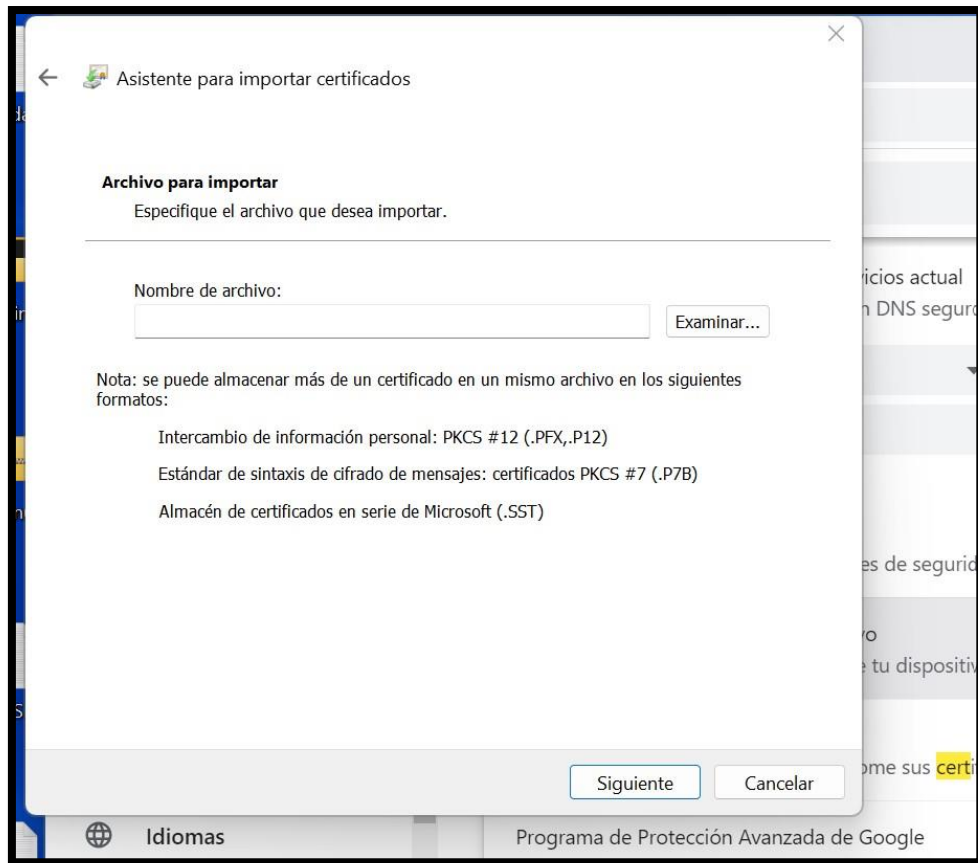 Asistente para importar certificados
Archivo para importar
Especifique el archivo que desea importar.
Nombre de archivo:
Examinar...
Nota: se puede almacenar más de un certificado en un mismo archivo en los siguientes
formatos:
Intercambio de información personal: PKCS #12 (.PFX,.P12)
Estándar de sintaxis de cifrado de mensajes: certificados PKCS #7 (.P7B)
Almacén de certificados en serie de Microsoft (.SST)
Siguiente
Cancelar
icios actual
DNS seguro
es de segurid
vo
tu dispositiv
ome sus certi
Idiomas
Programa de Protección Avanzada de Google